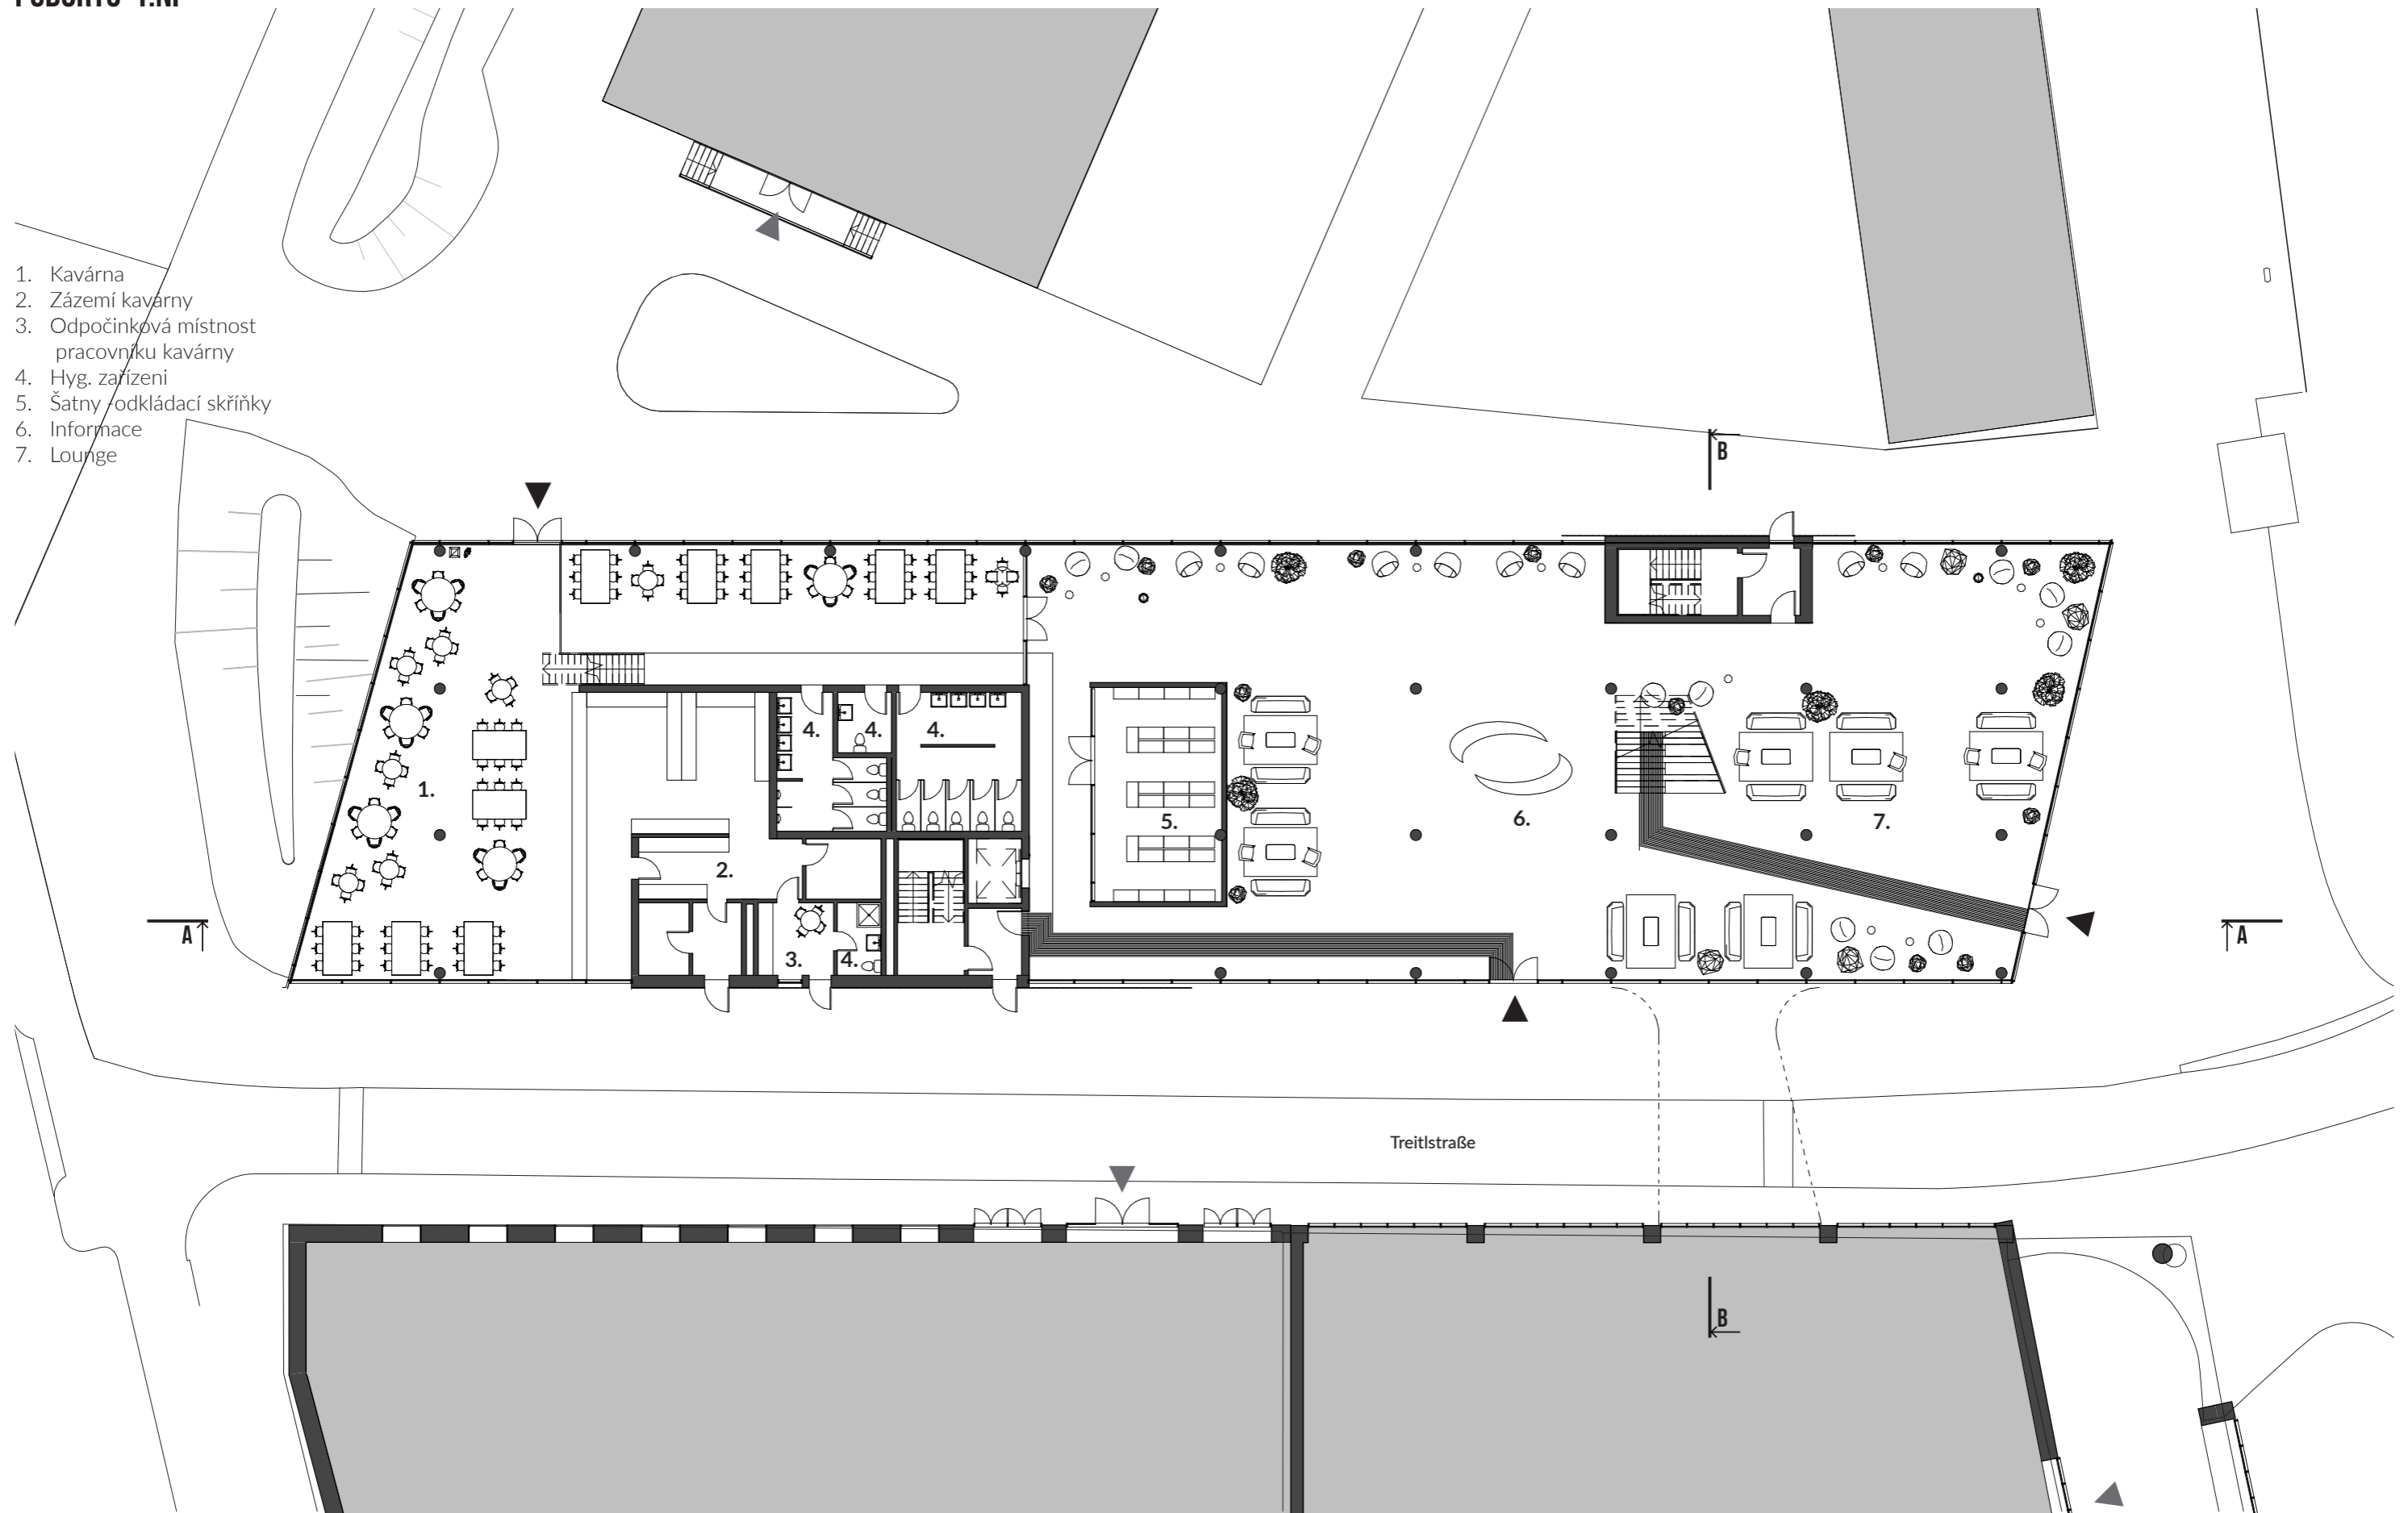 1. Kavárna
2. Zázemí kavárny
3. Odpočinková místnost
pracovníku kavárny
4. Hyg. zařízeni
5. Šatny -odkládací skříňky
6. Informace
7. Lounge
B
4.
4.
4.
1.
5.
6.
7.
2.
A
A
3.
4.
Treitlstraße
B